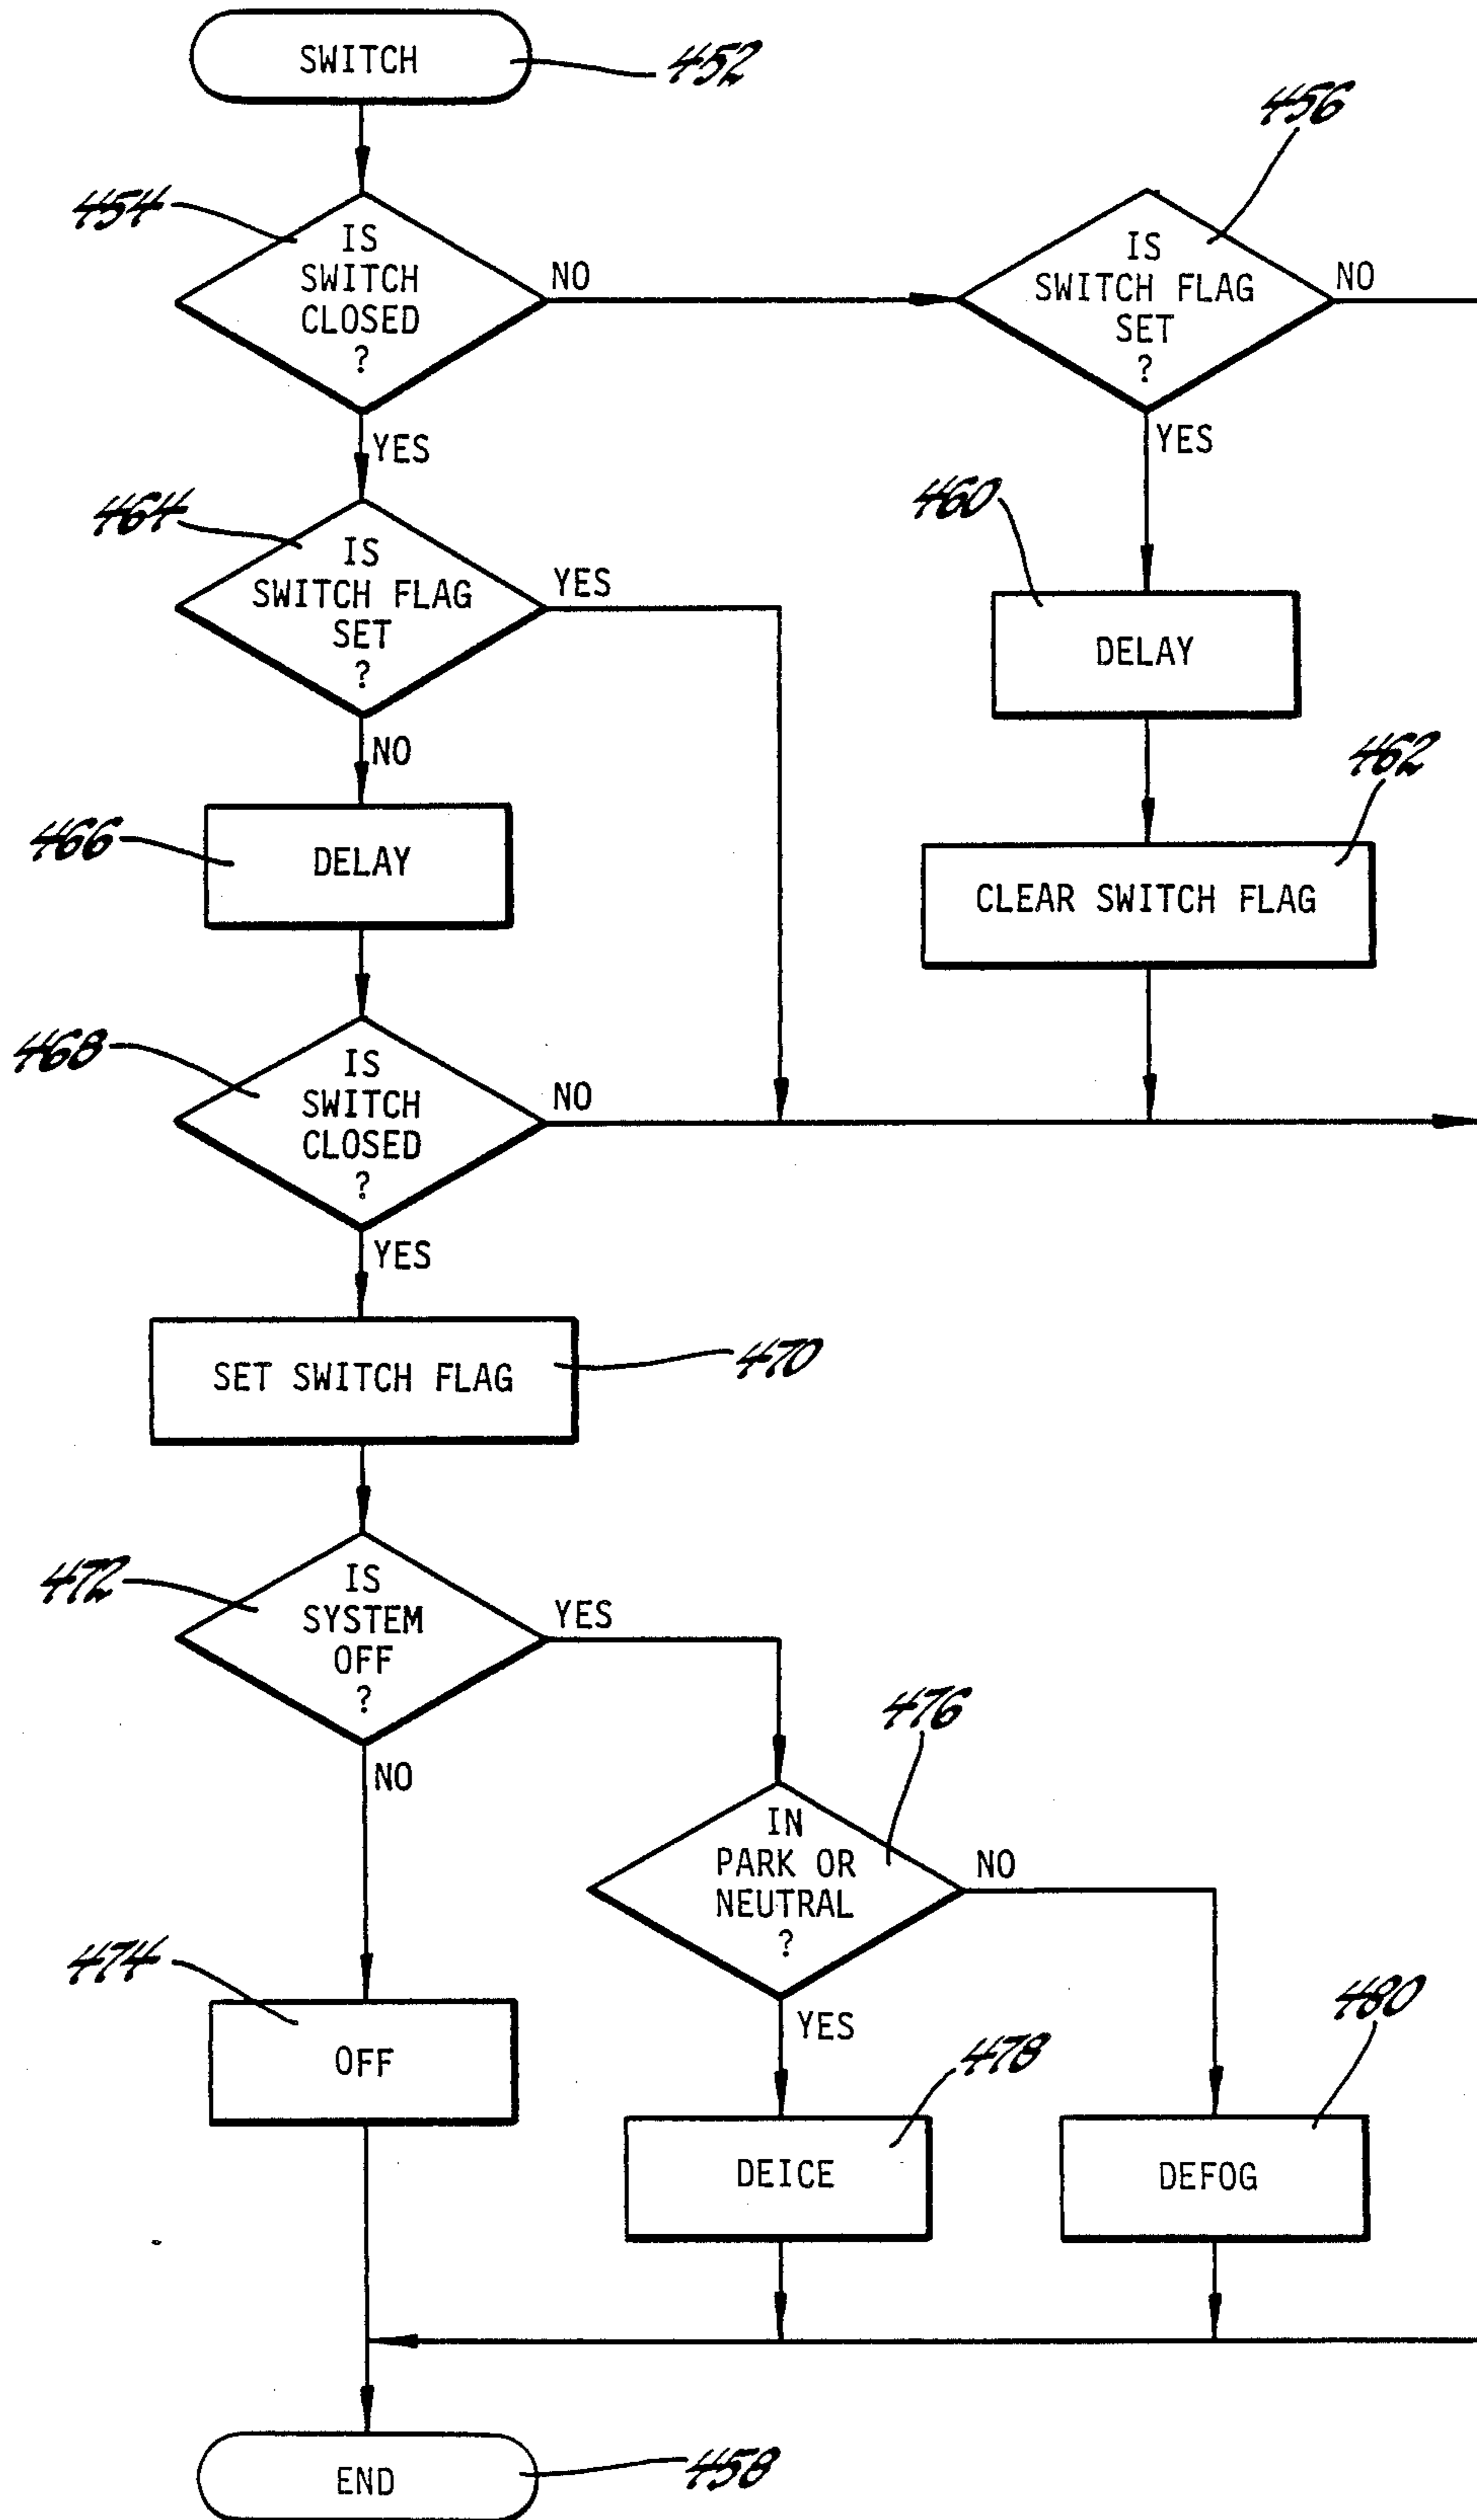 SWITCH
452
456
454
IS
SWITCH
CLOSED
?
NO
IS
SWITCH FLAG
SET
?
NO
YES
YES
464
460
IS
SWITCH FLAG
SET
?
YES
DELAY
NO
462
466
DELAY
CLEAR SWITCH FLAG
468
IS
SWITCH
CLOSED
?
NO
YES
SET SWITCH FLAG
470
472
IS
SYSTEM
OFF
?
YES
476
NO
IN
PARK OR
NEUTRAL
?
NO
474
480
YES
478
OFF
DEICE
DEFOG
END
458